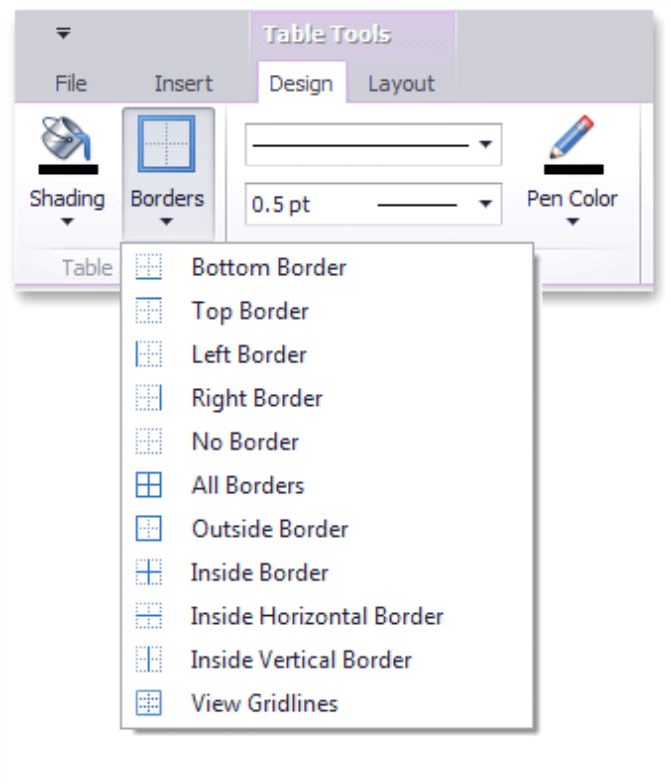 Table Tools
File Insert Design Layout
Shading Borders 0.5 pt Pen Color
Table
Bottom Border
Top Border
Left Border
Right Border
No Border
All Borders
Outside Border
Inside Border
Inside Horizontal Border
Inside Vertical Border
View Gridlines